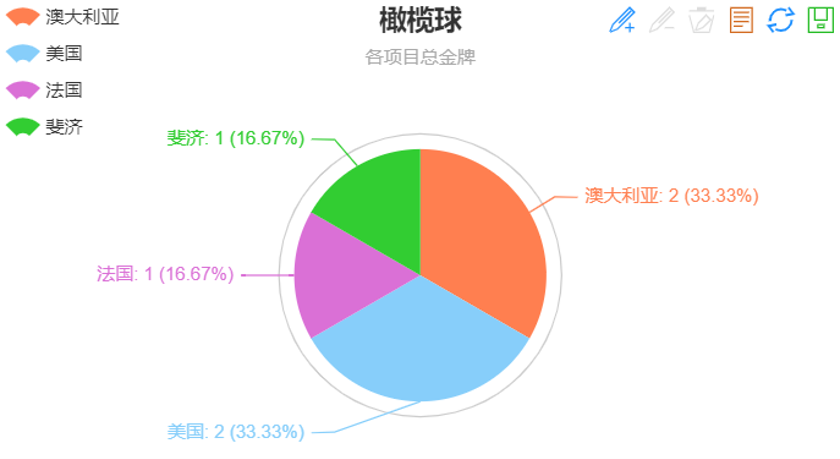 澳大利亚
美国
法国
斐济
橄榄球
各项目总金牌
斐济: 1 (16.67%)
澳大利亚: 2 (33.33%)
法国: 1 (16.67%)
美国: 2 (33.33%)